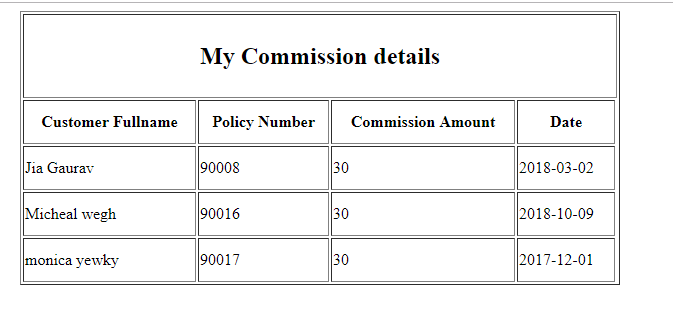 My Commission details
Customer Fullname Policy Number Commission Amount Date
Jia Gaurav 90008 30 2018-03-02
Micheal wegh 90016 30 2018-10-09
monica yewky 90017 30 2017-12-01